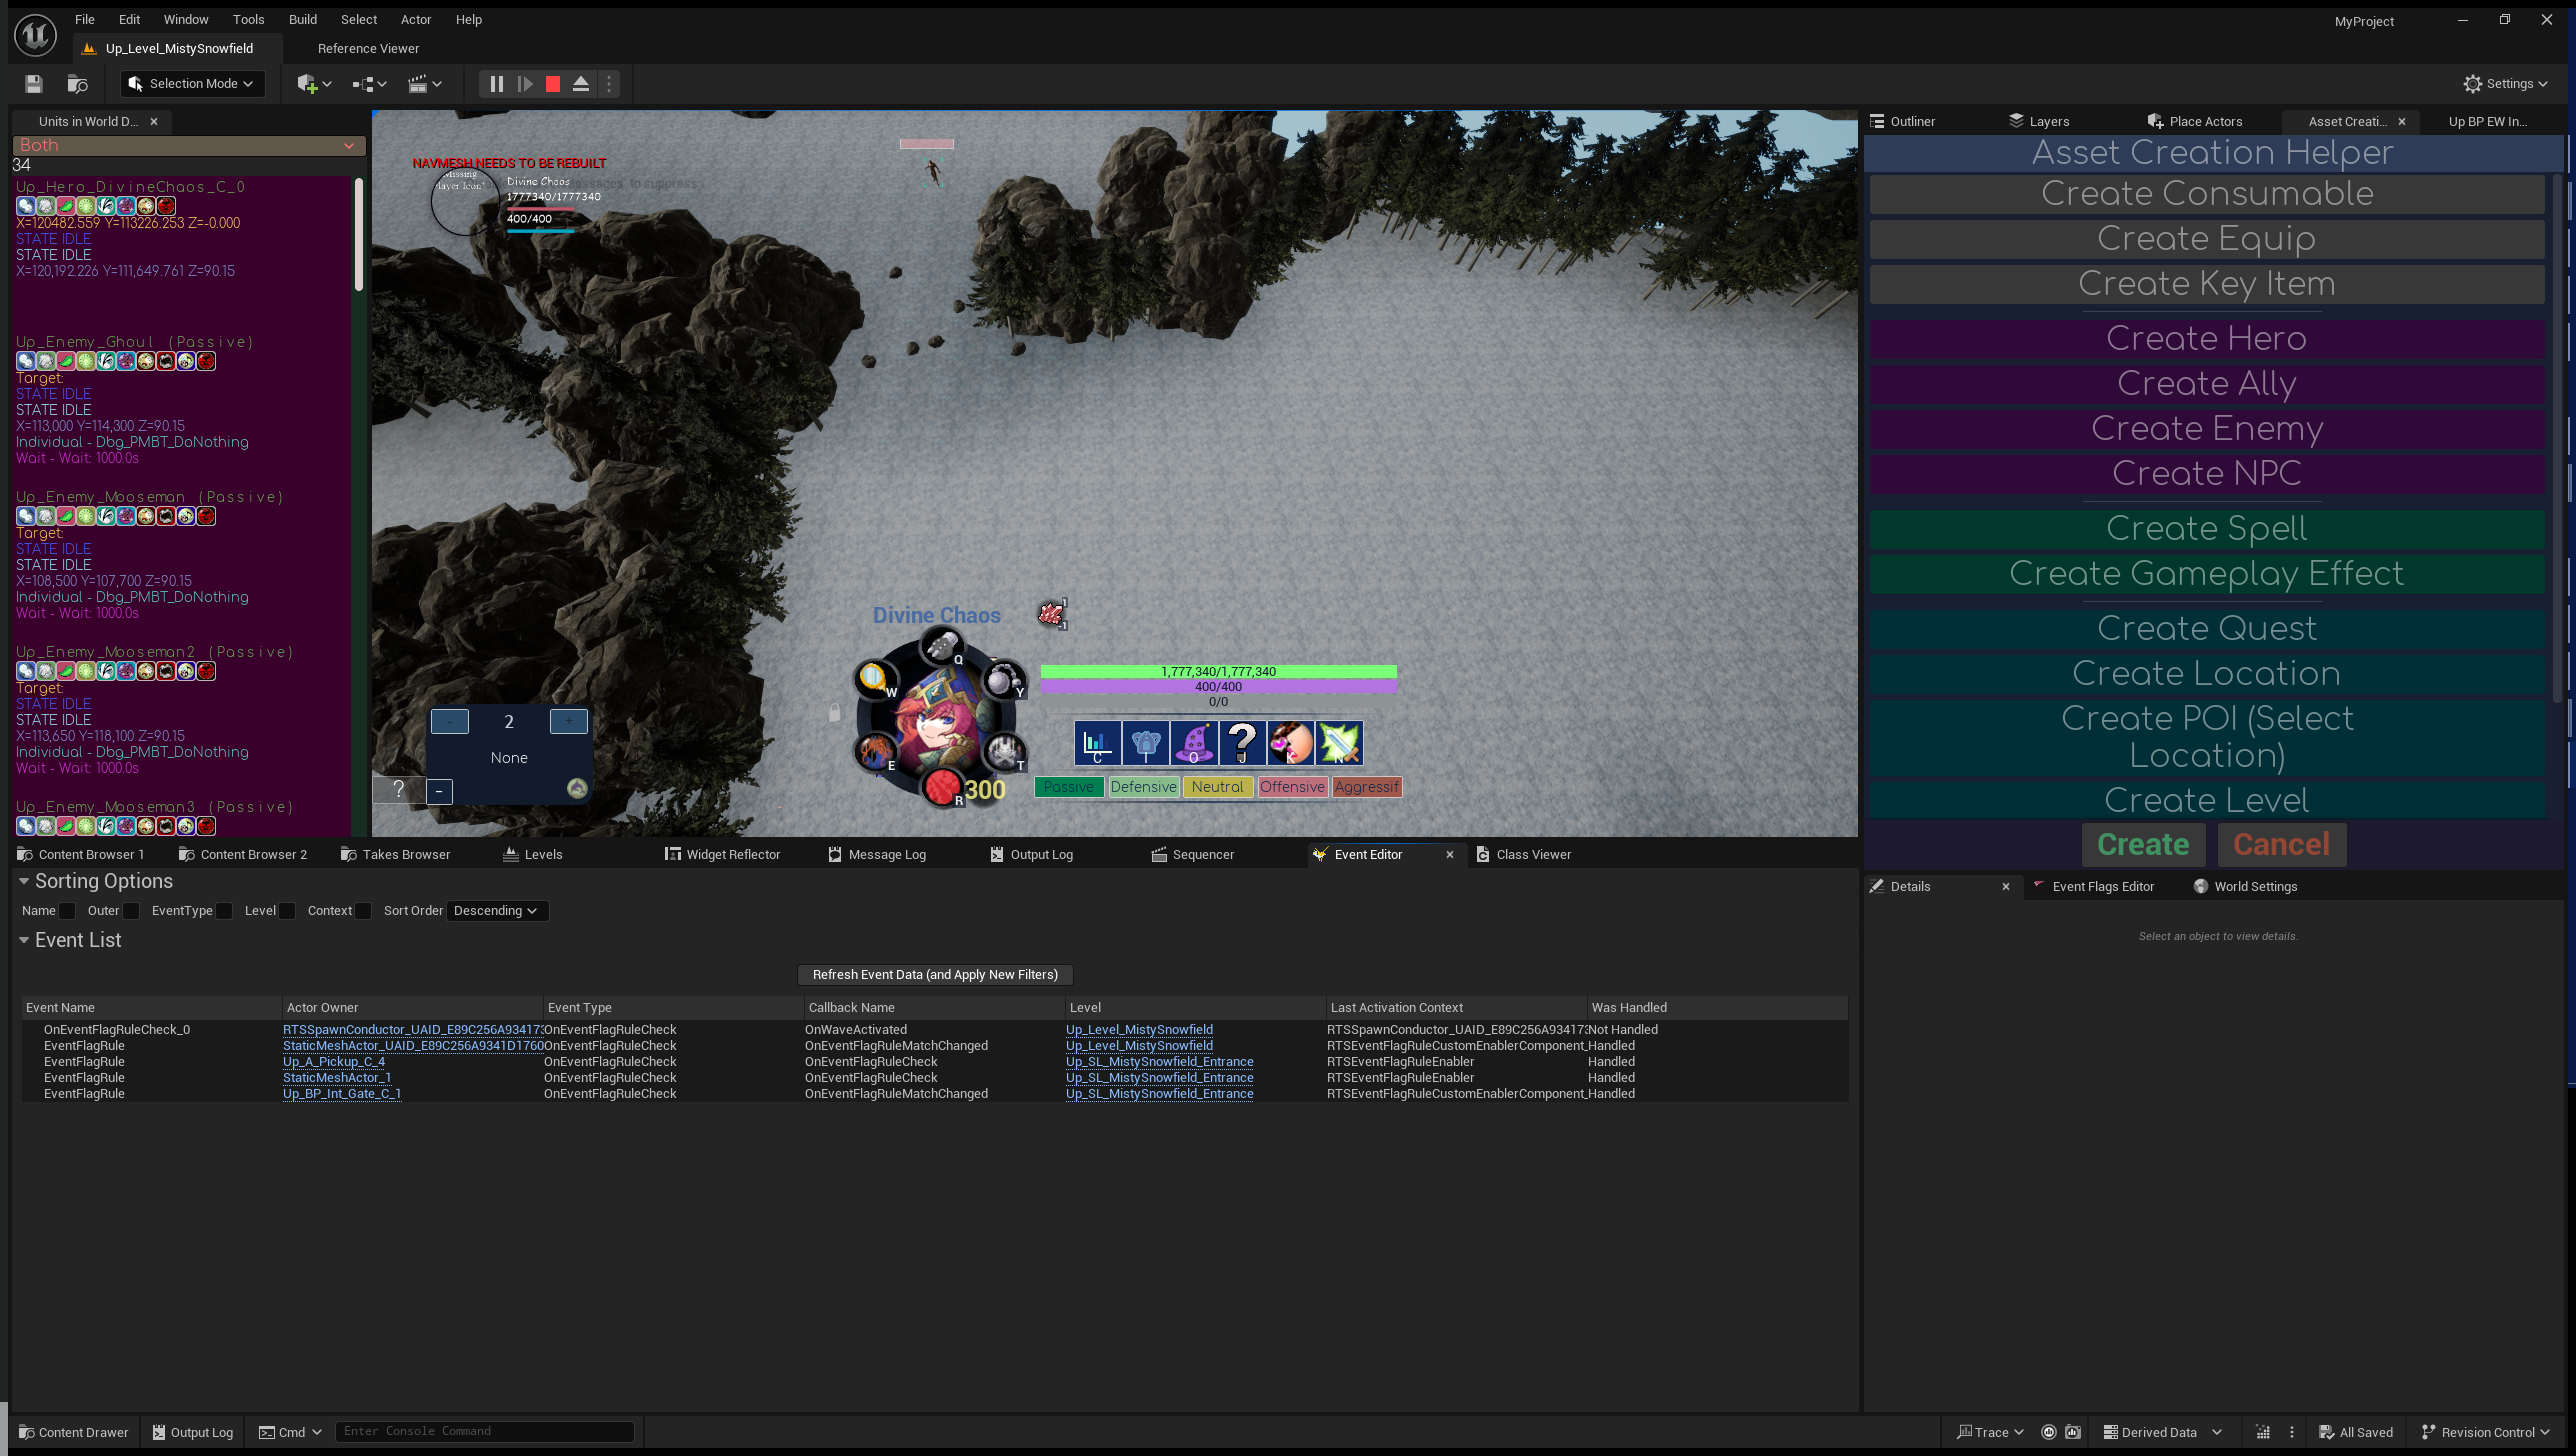 File Edit Window Tools Build Select Actor Help
MyProject
Up_Level_MistySnowfield
Reference Viewer
Selection Mode
Settings
Units in World D...
Both
34
Up_Hero_DivineChaos_C_0
X=120482.559 Y=113226.253 Z=-0.000
STATE IDLE
STATE IDLE
X=120,192.226 Y=111,649.761 Z=90.15
Up_Enemy_Ghoul (Passive)
Target:
STATE IDLE
STATE IDLE
X=113,000 Y=114,300 Z=90.15
Individual - Dbg_PMBT_DoNothing
Wait - Wait: 1000.0s
Up_Enemy_Mooseman (Passive)
Target:
STATE IDLE
STATE IDLE
X=108,500 Y=107,700 Z=90.15
Individual - Dbg_PMBT_DoNothing
Wait - Wait: 1000.0s
Up_Enemy_Mooseman2 (Passive)
Target:
STATE IDLE
STATE IDLE
X=113,650 Y=118,100 Z=90.15
Individual - Dbg_PMBT_DoNothing
Wait - Wait: 1000.0s
Up_Enemy_Mooseman3 (Passive)
NAVMESH NEEDS TO BE REBUILT
to suppress
Missing
Divine Chaos
1777340/1777340
400/400
- 2 +
None
?
-
Divine Chaos
Q
W
Y
E
T
R
300
1
-1
1,777,340/1,777,340
400/400
0/0
C I O J K N
Passive Defensive Neutral Offensive Aggressif
Outliner Layers Place Actors Asset Creati... Up BP EW In...
Asset Creation Helper
Create Consumable
Create Equip
Create Key Item
Create Hero
Create Ally
Create Enemy
Create NPC
Create Spell
Create Gameplay Effect
Create Quest
Create Location
Create POI (Select
Location)
Create Level
Create Cancel
Content Browser 1 Content Browser 2 Takes Browser Levels Widget Reflector Message Log Output Log Sequencer Event Editor Class Viewer
Sorting Options
Name Outer EventType Level Context Sort Order Descending
Event List
Refresh Event Data (and Apply New Filters)
Event Name Actor Owner Event Type Callback Name Level Last Activation Context Was Handled
OnEventFlagRuleCheck_0 RTSSpawnConductor_UAID_E89C256A934173 OnEventFlagRuleCheck OnWaveActivated Up_Level_MistySnowfield RTSSpawnConductor_UAID_E89C256A934173 Not Handled
EventFlagRule StaticMeshActor_UAID_E89C256A9341D1760 OnEventFlagRuleCheck OnEventFlagRuleMatchChanged Up_Level_MistySnowfield RTSEventFlagRuleCustomEnablerComponent_ Handled
EventFlagRule Up_A_Pickup_C_4 OnEventFlagRuleCheck OnEventFlagRuleCheck Up_SL_MistySnowfield_Entrance RTSEventFlagRuleEnabler Handled
EventFlagRule StaticMeshActor_1 OnEventFlagRuleCheck OnEventFlagRuleCheck Up_SL_MistySnowfield_Entrance RTSEventFlagRuleEnabler Handled
EventFlagRule Up_BP_Int_Gate_C_1 OnEventFlagRuleCheck OnEventFlagRuleMatchChanged Up_SL_MistySnowfield_Entrance RTSEventFlagRuleCustomEnablerComponent_ Handled
Details Event Flags Editor World Settings
Select an object to view details.
Content Drawer Output Log Cmd Enter Console Command
Trace Derived Data All Saved Revision Control